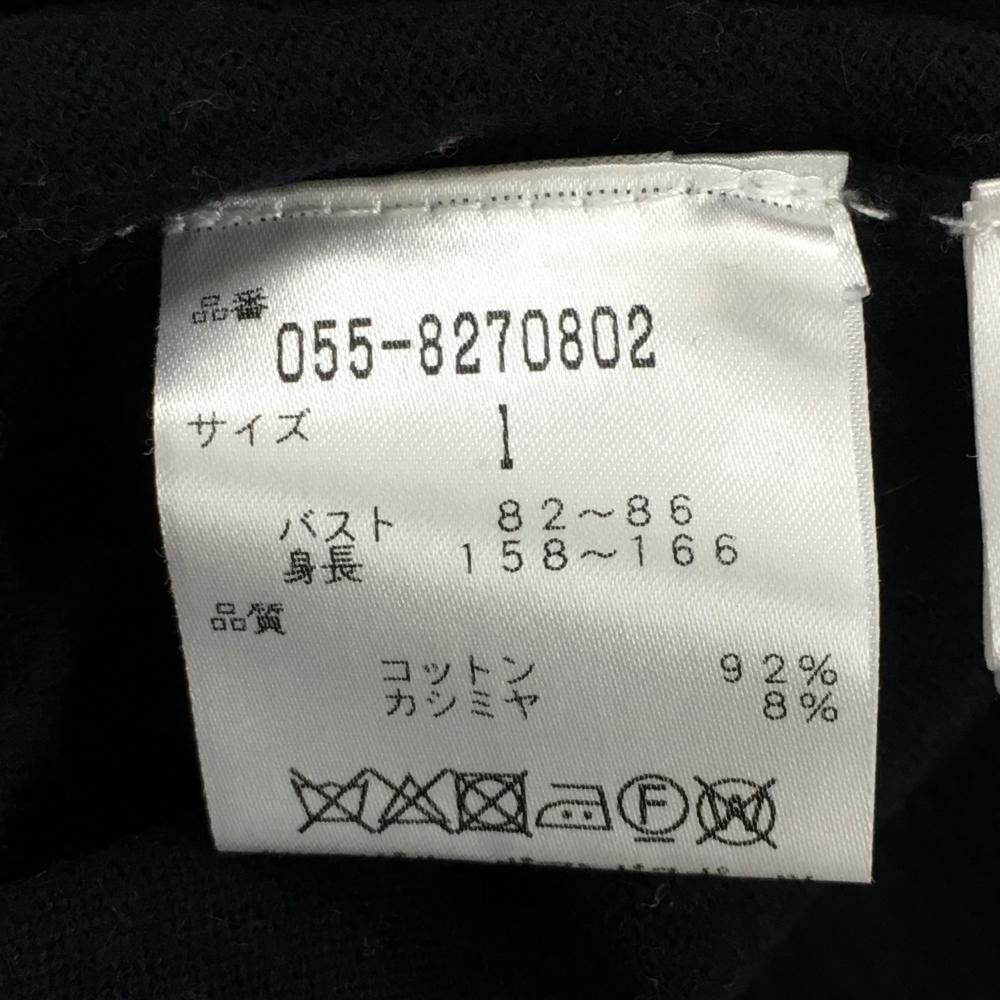 品番
055-8270802
サイズ 1
バスト 82~86
身長 158~166
品質
コットン 92%
カシミヤ 8%
F
W